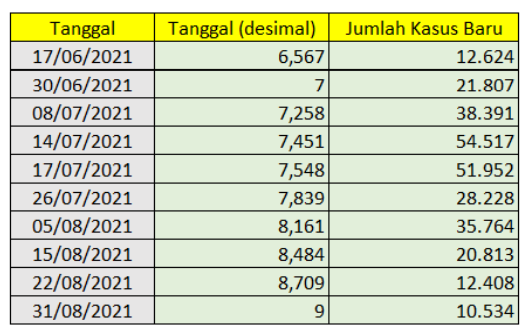 Tanggal Tanggal (desimal) Jumlah Kasus Baru
17/06/2021 6,567 12.624
30/06/2021 7 21.807
08/07/2021 7,258 38.391
14/07/2021 7,451 54.517
17/07/2021 7,548 51.952
26/07/2021 7,839 28.228
05/08/2021 8,161 35.764
15/08/2021 8,484 20.813
22/08/2021 8,709 12.408
31/08/2021 9 10.534